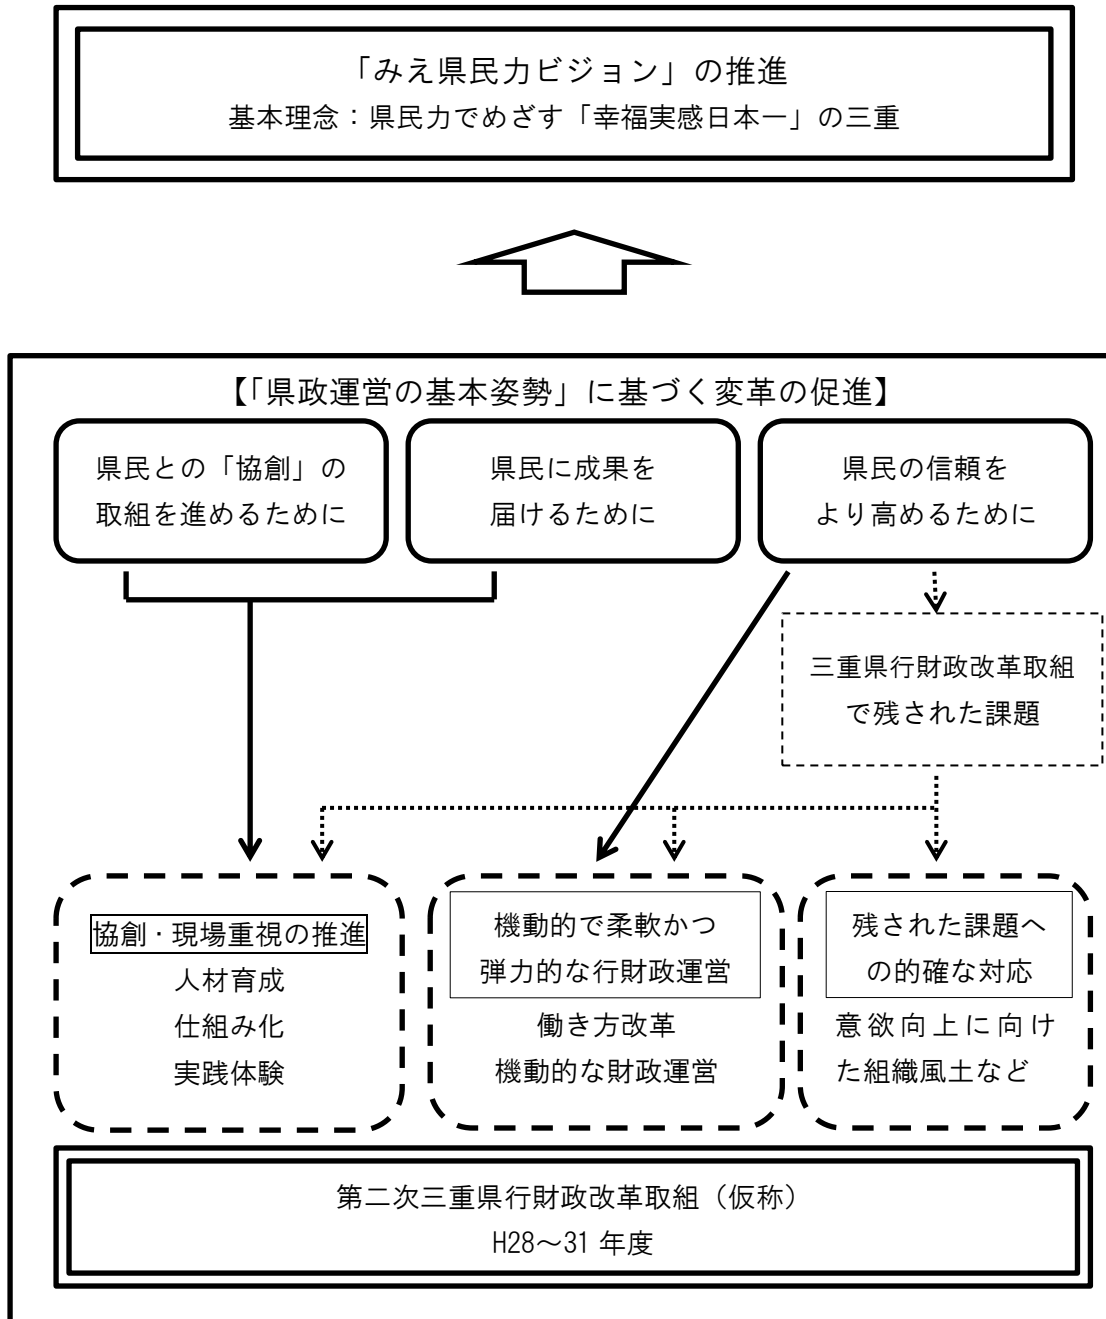 「みえ県民力ビジョン」の推進
基本理念：県民力でめざす「幸福実感日本一」の三重
【「県政運営の基本姿勢」に基づく変革の促進】
県民との「協創」の
取組を進めるために
県民に成果を
届けるために
県民の信頼を
より高めるために
三重県行財政改革取組
で残された課題
協創・現場重視の推進
人材育成
仕組み化
実践体験
機動的で柔軟かつ
弾力的な行財政運営
働き方改革
機動的な財政運営
残された課題へ
の的確な対応
意欲向上に向け
た組織風土など
第二次三重県行財政改革取組（仮称）
H28～31 年度